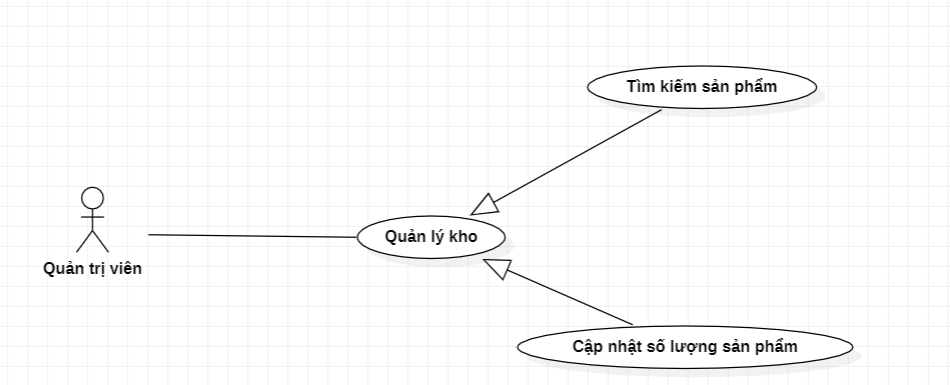 Tìm kiếm sản phẩm
Quản lý kho
Quản trị viên
Cập nhật số lượng sản phẩm